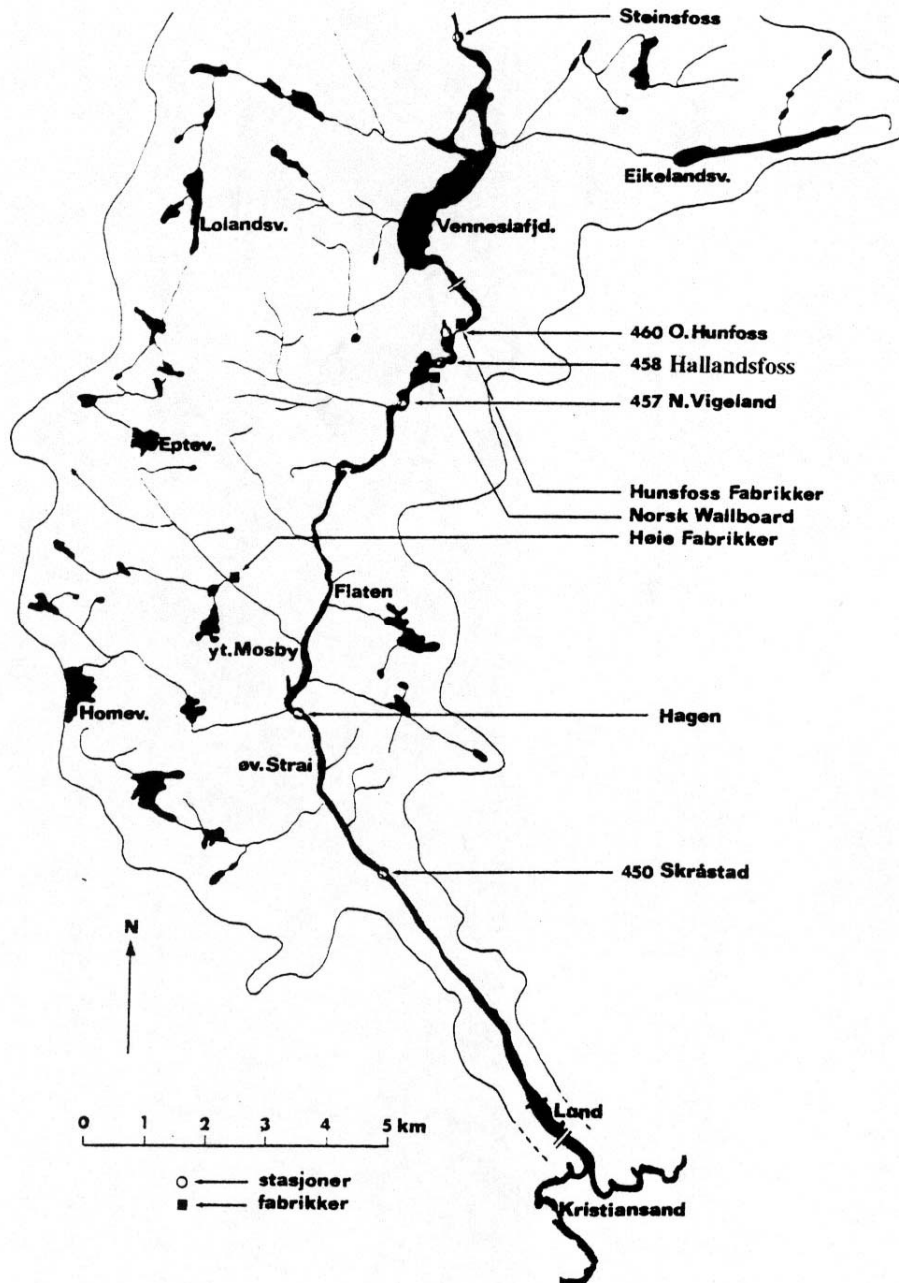 Steinsfoss
Eikelandsv.
Lolandsv.
Venneslafjd.
460 O. Hunfoss
458 Hallandsfoss
457 N. Vigeland
Eptev.
Hunsfoss Fabrikker
Norsk Wallboard
Høie Fabrikker
Flaten
yt. Mosby
Homev.
Hagen
øv. Strai
450 Skråstad
N
Lund
0 1 2 3 4 5 km
stasjoner
fabrikker
Kristiansand